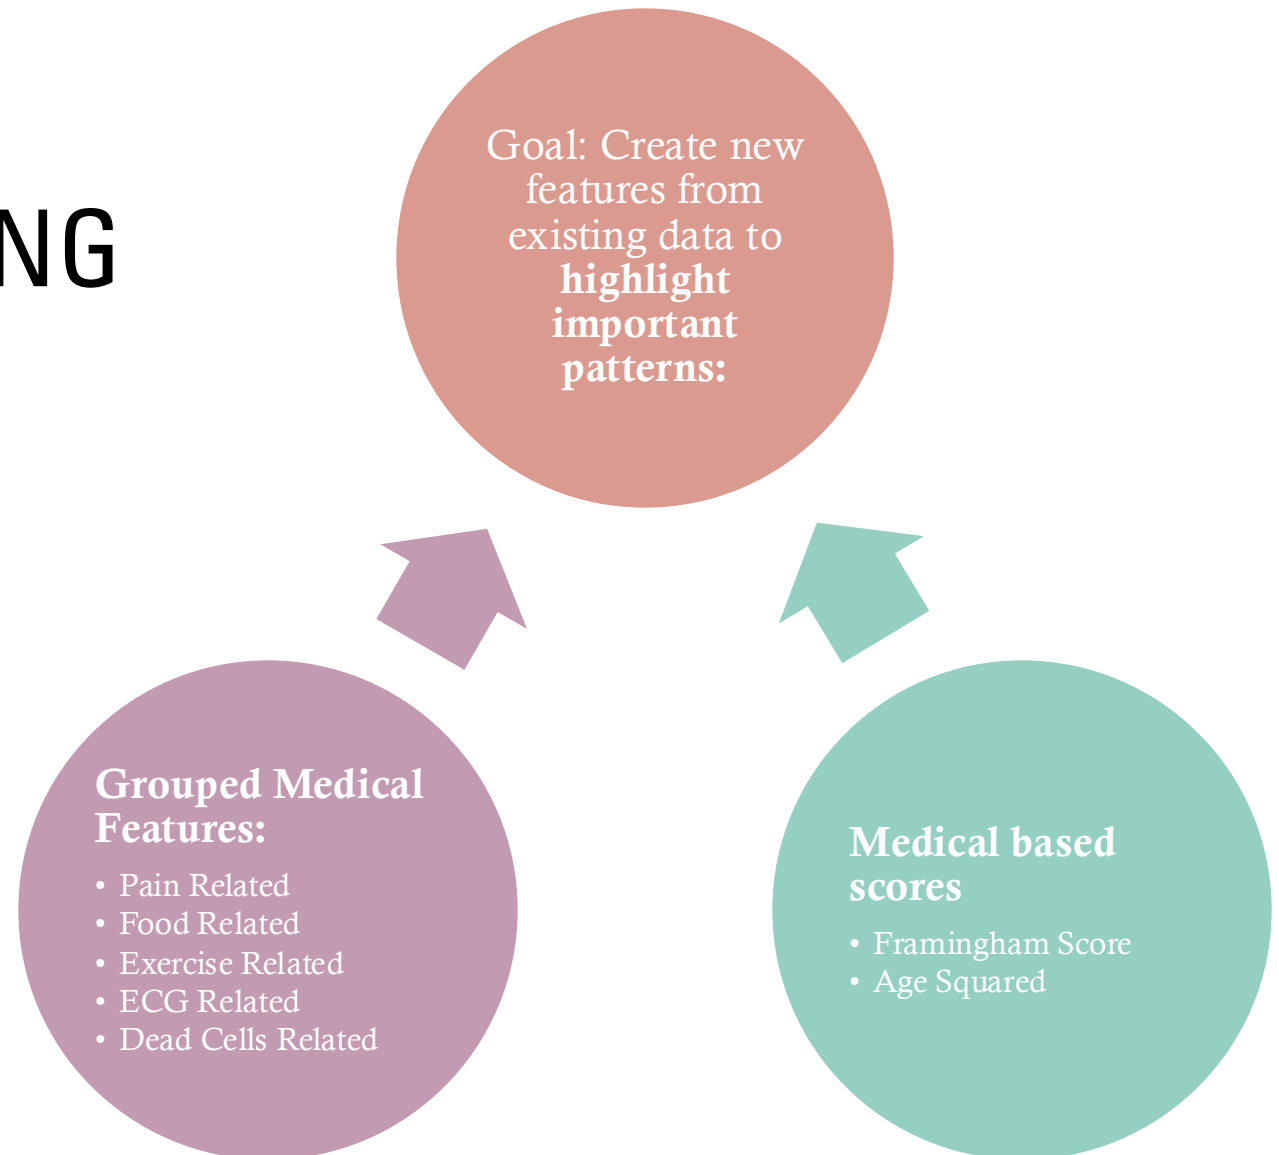 NG
Goal: Create new
features from
existing data to
highlight
important
patterns:
Grouped Medical
Features:
• Pain Related
• Food Related
• Exercise Related
• ECG Related
• Dead Cells Related
Medical based
scores
• Framingham Score
• Age Squared